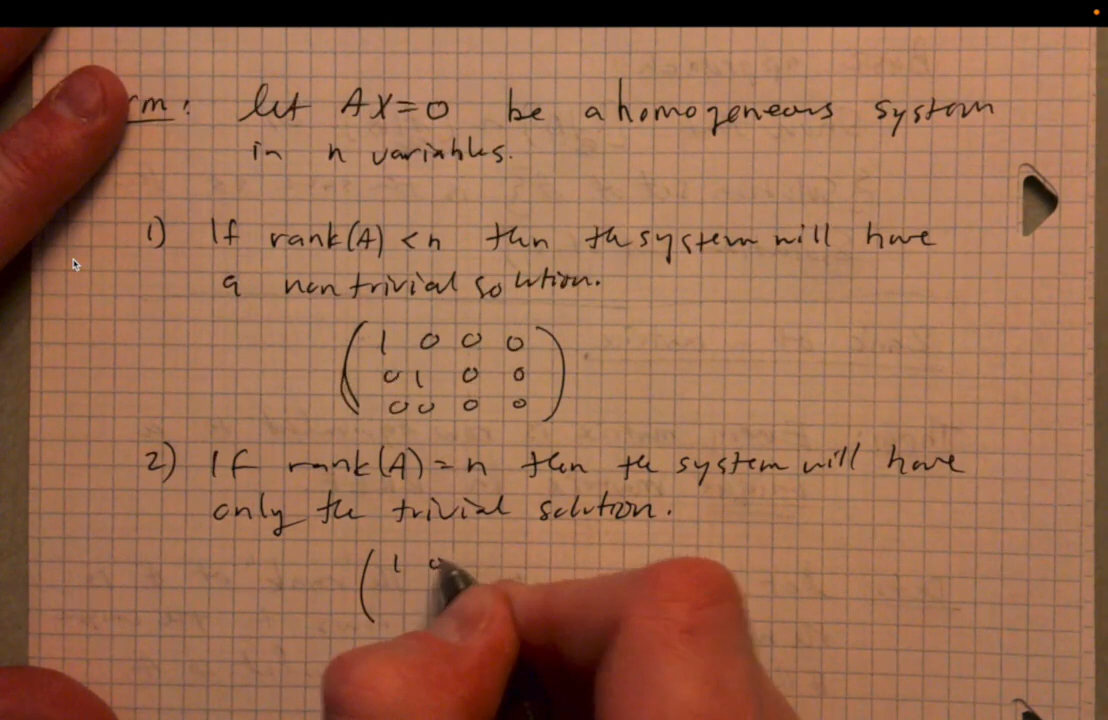 rm: let AX=0 be a homogeneous system
in n variables.
1) If rank(A) < n then the system will have
a nontrivial solution.
1 0 0 0
0 1 0 0
0 0 0 0
2) If rank(A) = n then the system will have
only the trivial solution.
( 1 0